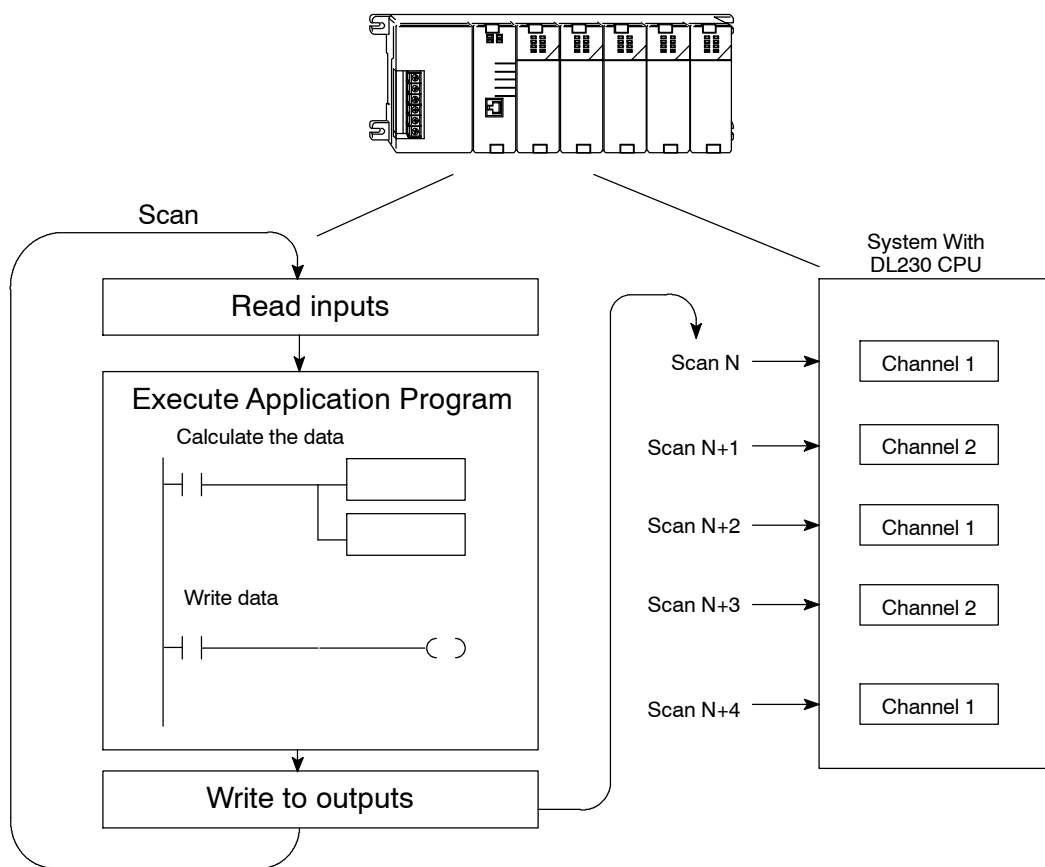 Scan
Read inputs
Execute Application Program
Calculate the data
Write data
Write to outputs
System With
DL230 CPU
Scan N
Channel 1
Scan N+1
Channel 2
Scan N+2
Channel 1
Scan N+3
Channel 2
Scan N+4
Channel 1